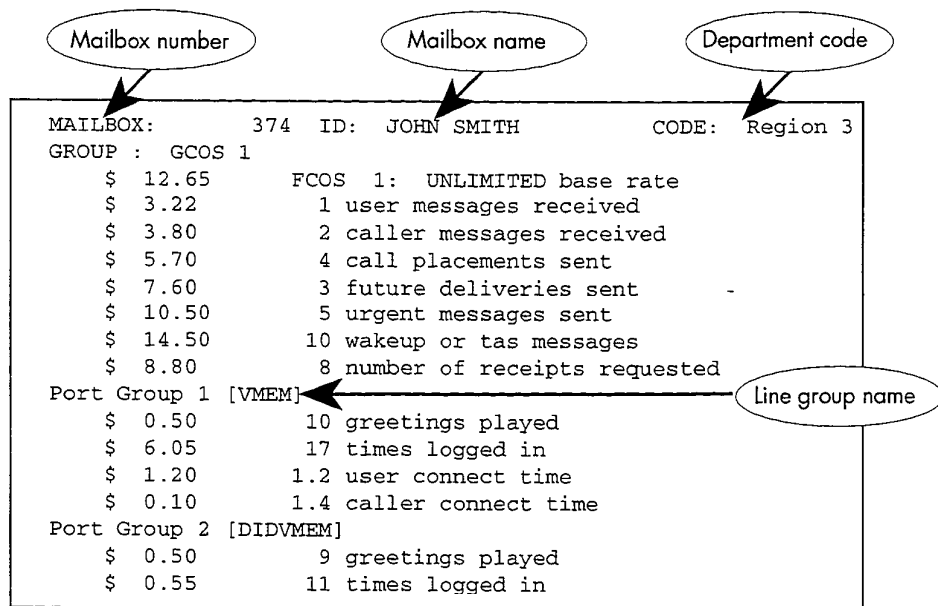 Mailbox number
Mailbox name
Department code
MAILBOX: 374 ID: JOHN SMITH CODE: Region 3
GROUP : GCOS 1
$ 12.65 FCOS 1: UNLIMITED base rate
$ 3.22 1 user messages received
$ 3.80 2 caller messages received
$ 5.70 4 call placements sent
$ 7.60 3 future deliveries sent
$ 10.50 5 urgent messages sent
$ 14.50 10 wakeup or tas messages
$ 8.80 8 number of receipts requested
Port Group 1 [VMEM]
Line group name
$ 0.50 10 greetings played
$ 6.05 17 times logged in
$ 1.20 1.2 user connect time
$ 0.10 1.4 caller connect time
Port Group 2 [DIDVMEM]
$ 0.50 9 greetings played
$ 0.55 11 times logged in